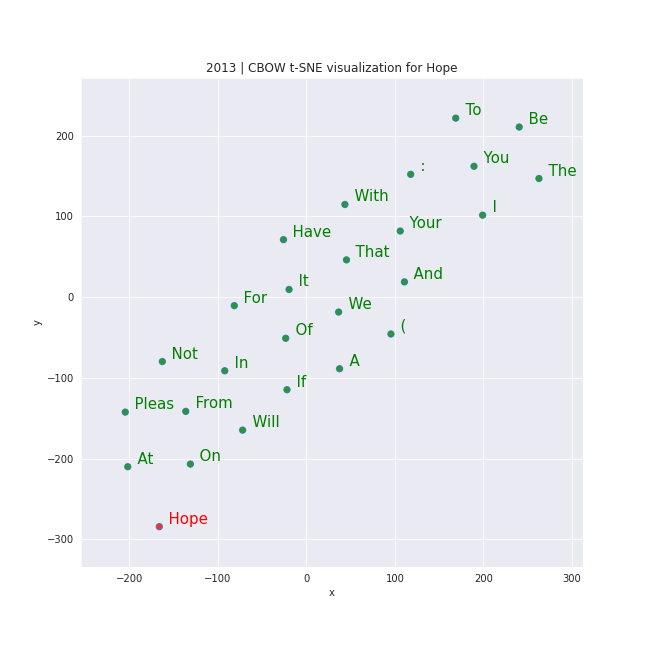 2013 | CBOW t-SNE visualization for Hope
To
Be
You
:
The
With
I
Your
Have
That
And
It
For
We
Of
(
Not
In
A
If
Pleas
From
Will
At
On
Hope
200
100
0
−100
−200
−300
y
−200
−100
0
100
200
300
x